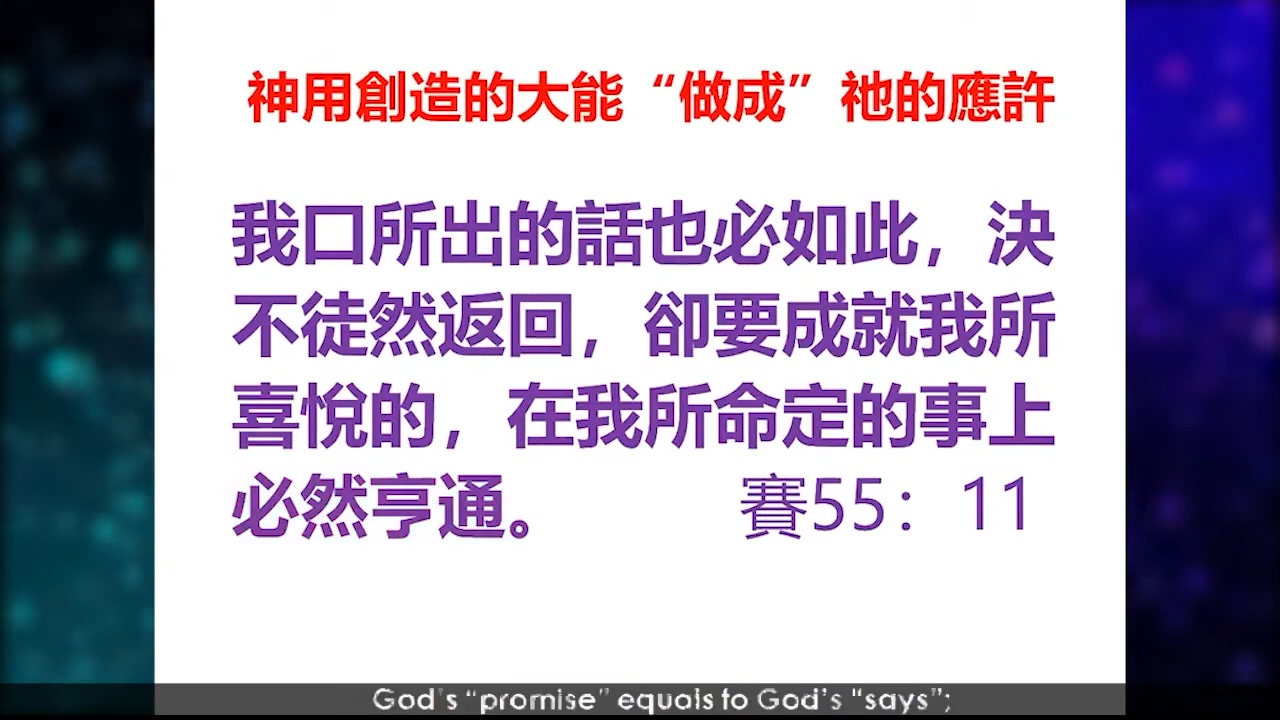 神用創造的大能“做成”祂的應許
我口所出的話也必如此，決
不徒然返回，卻要成就我所
喜悅的，在我所命定的事上
必然亨通。 賽55：11
God's “promise” equals to God's “says”;